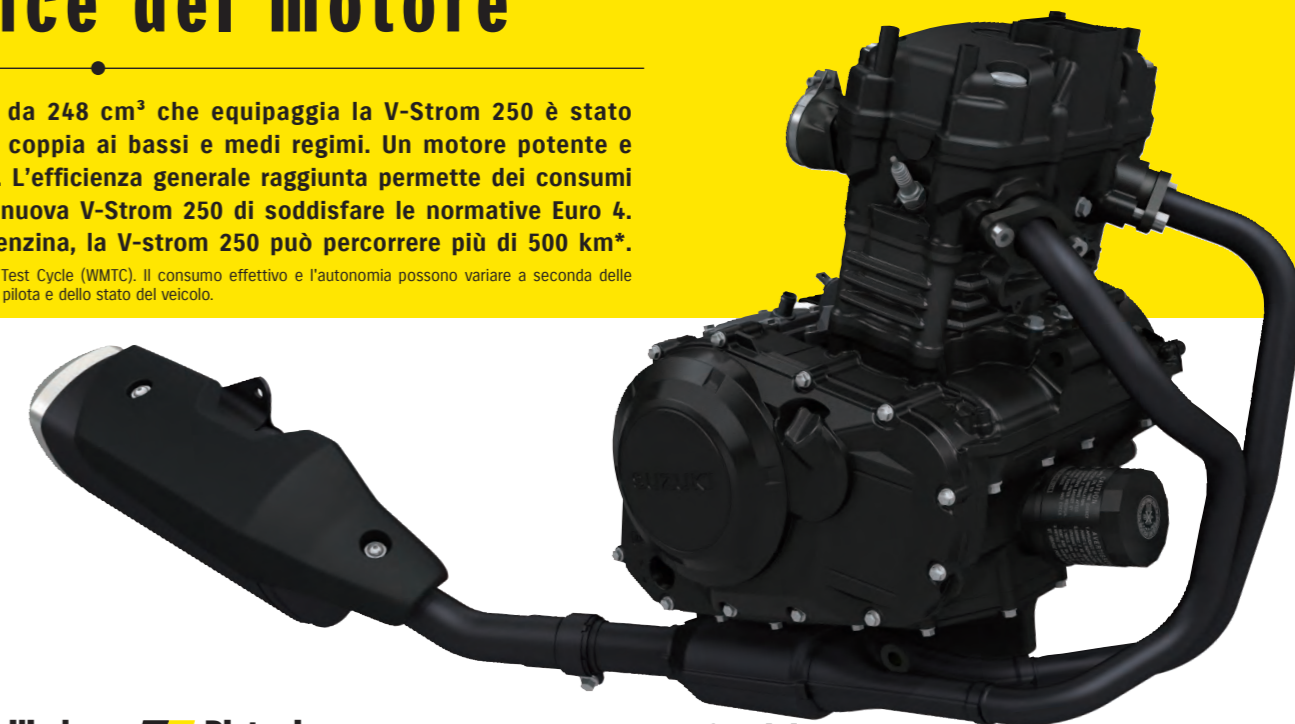 del motore
da 248 cm³ che equipaggia la V-Strom 250 è stato
coppia ai bassi e medi regimi. Un motore potente e
L'efficienza generale raggiunta permette dei consumi
nuova V-Strom 250 di soddisfare le normative Euro 4.
la V-strom 250 può percorrere più di 500 km*.
Test Cycle (WMTC). Il consumo effettivo e l'autonomia possono variare a seconda delle
pilota e dello stato del veicolo.
SUZUKI